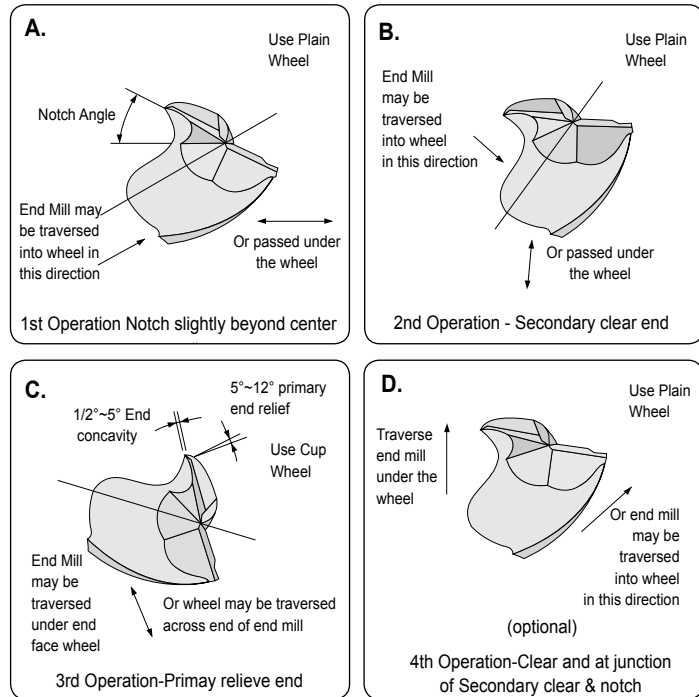 A.
Use Plain
Wheel
Notch Angle
End Mill may
be traversed
into wheel in
this direction
Or passed under
the wheel
1st Operation Notch slightly beyond center
B.
Use Plain
Wheel
End Mill
may be
traversed
into wheel
in this direction
Or passed under
the wheel
2nd Operation - Secondary clear end
C.
5°~12° primary
end relief
1/2°~5° End
concavity
Use Cup
Wheel
End Mill
may be
traversed
under end
face wheel
Or wheel may be traversed
across end of end mill
3rd Operation-Primay relieve end
D.
Use Plain
Wheel
Traverse
end mill
under the
wheel
Or end mill
may be
traversed
into wheel
in this direction
(optional)
4th Operation-Clear and at junction
of Secondary clear & notch